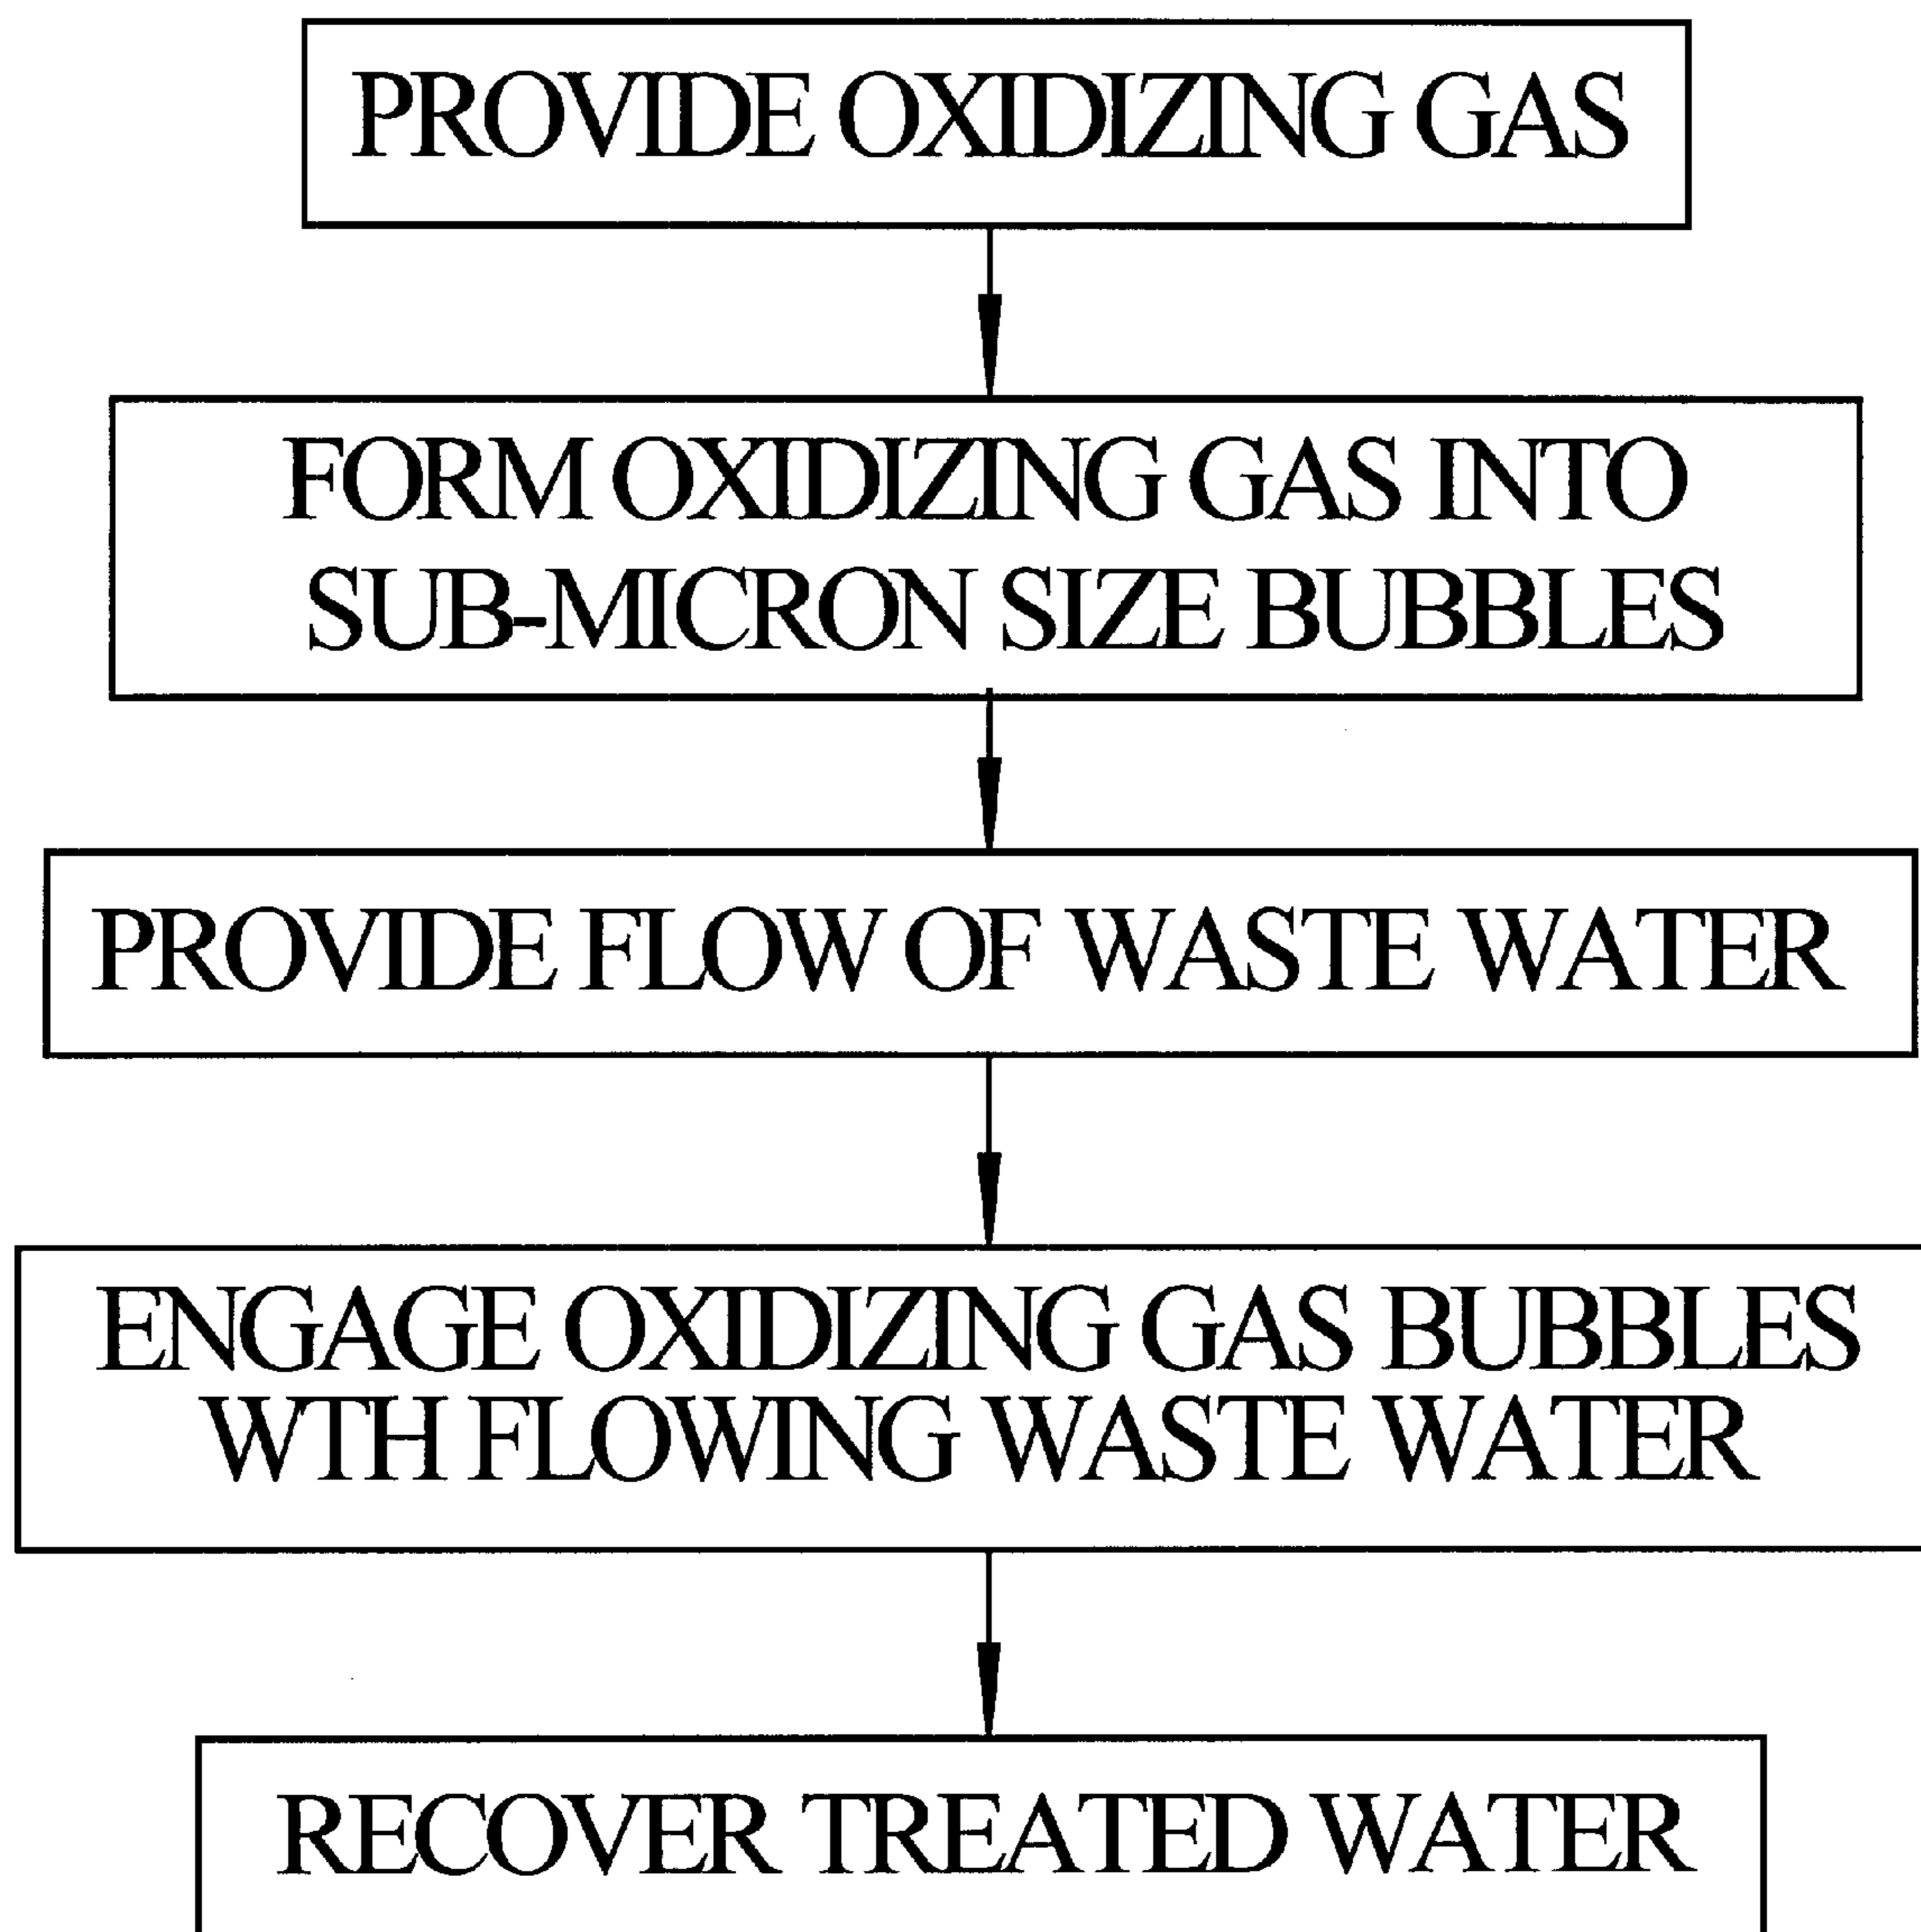 PROVIDE OXIDIZING GAS
FORM OXIDIZING GAS INTO
SUB-MICRON SIZE BUBBLES
PROVIDE FLOW OF WASTE WATER
ENGAGE OXIDIZING GAS BUBBLES
WTH FLOWING WASTE WATER
RECOVER TREATED WATER